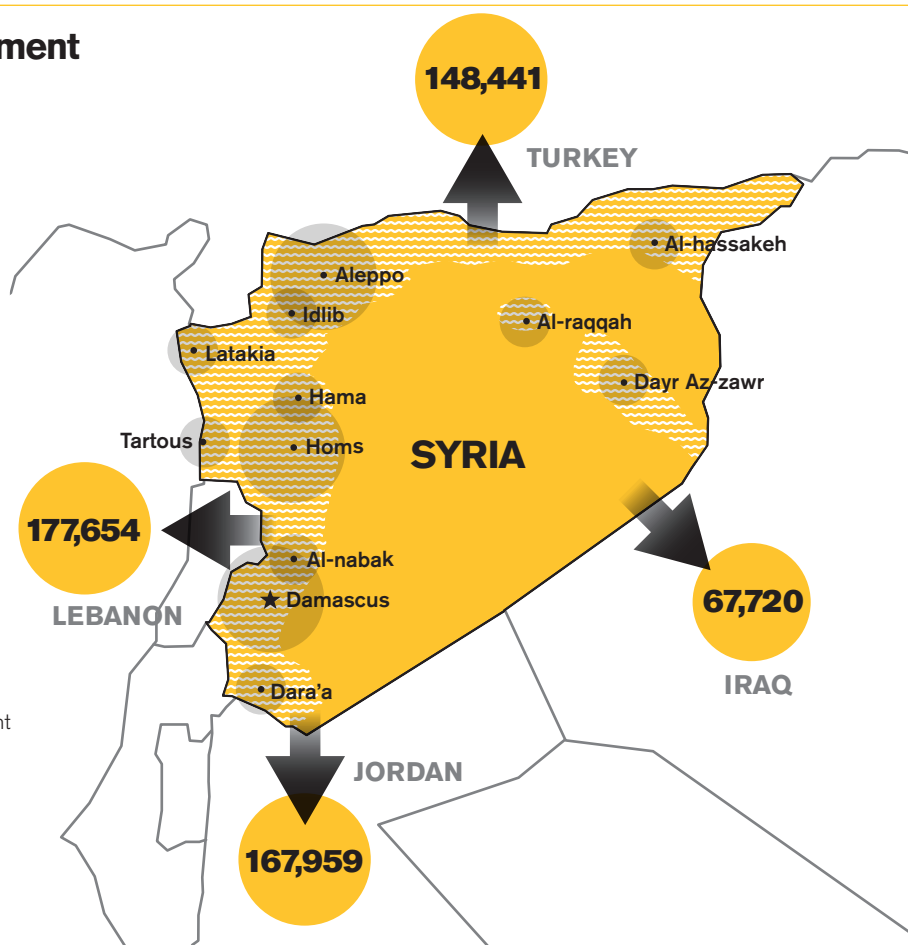 ment
148,441
TURKEY
Al-hassakeh
Aleppo
Idlib
Al-raqqah
Latakia
Dayr Az-zawr
Hama
Tartous
Homs
SYRIA
177,654
Al-nabak
Damascus
67,720
LEBANON
IRAQ
Dara’a
nt
JORDAN
167,959